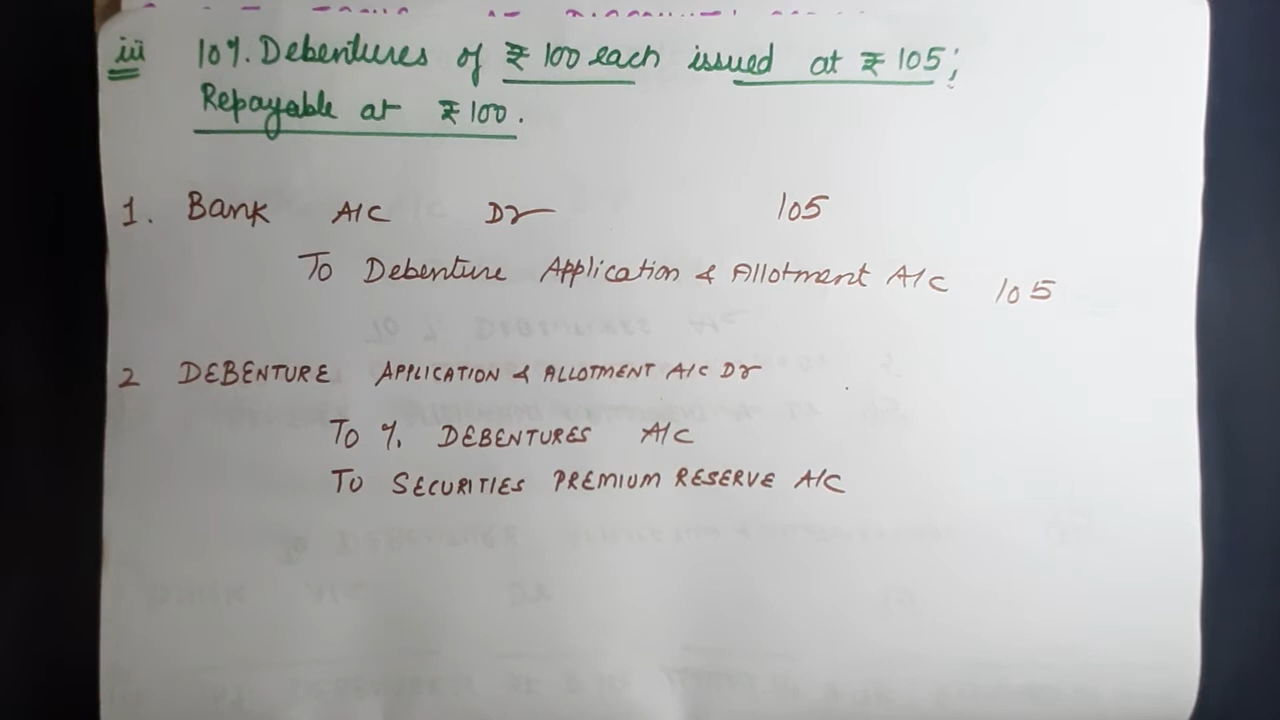 iii 10%. Debentures of ₹ 100 each issued at ₹ 105;
Repayable at ₹100.
1. Bank A/C Dr 105
To Debenture Application & Allotment A/C 105
2 DEBENTURE APPLICATION & ALLOTMENT A/C Dr
To %. DEBENTURES A/C
To SECURITIES PREMIUM RESERVE A/C